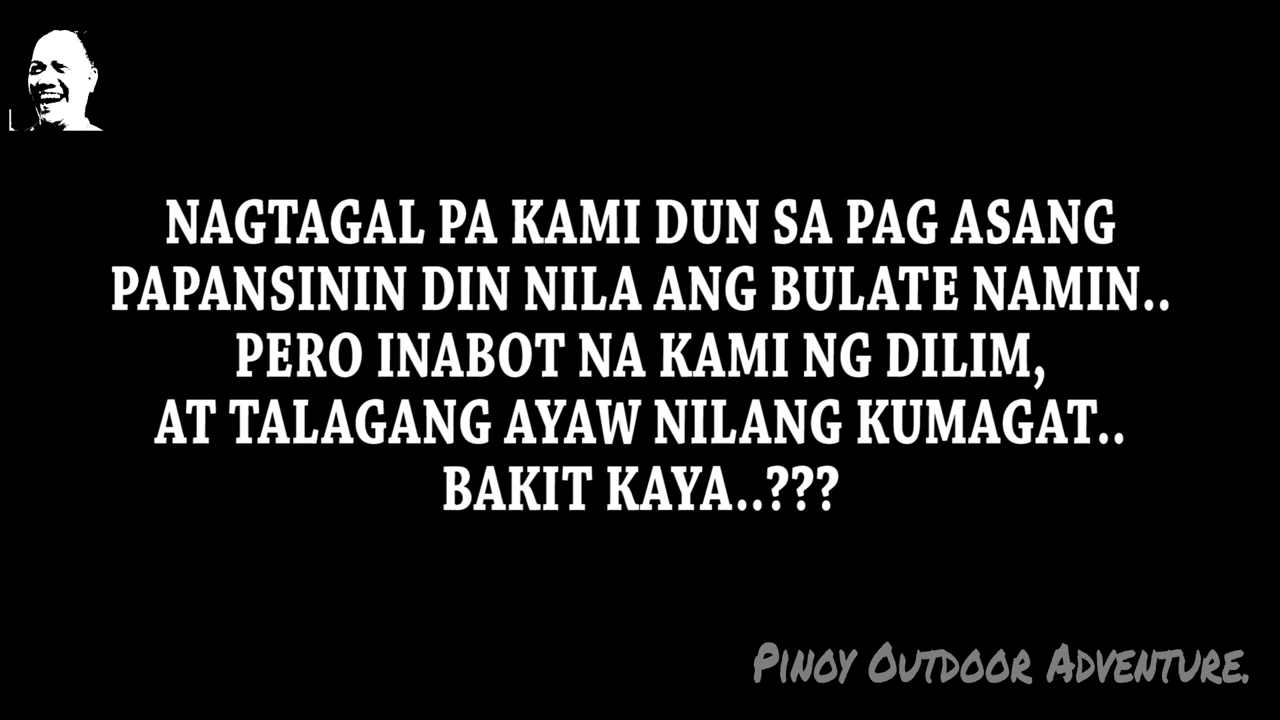 NAGTAGAL PA KAMI DUN SA PAG ASANG
PAPANSININ DIN NILA ANG BULATE NAMIN..
PERO INABOT NA KAMI NG DILIM,
AT TALAGANG AYAW NILANG KUMAGAT..
BAKIT KAYA..???
PINOY OUTDOOR ADVENTURE.